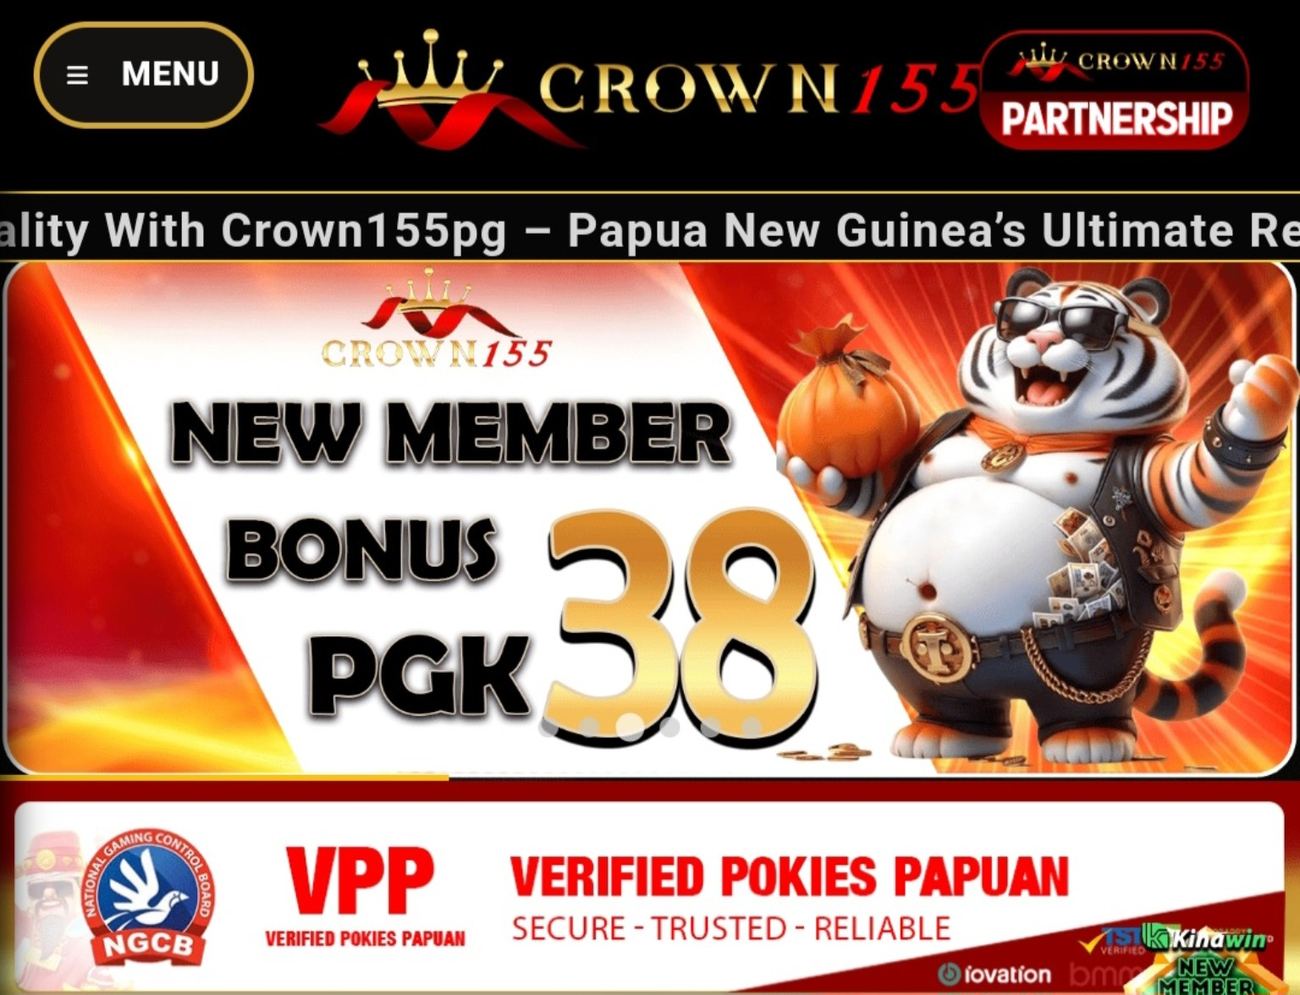 ☰ MENU
CROWN155
CROWN155
PARTNERSHIP
ality With Crown155pg – Papua New Guinea’s Ultimate Re
CROWN155
NEW MEMBER
BONUS
PGK 38
NATIONAL GAMING CONTROL BOARD
NGCB
VPP
VERIFIED POKIES PAPUAN
VERIFIED POKIES PAPUAN
SECURE - TRUSTED - RELIABLE
TST
VERIFIED
Kinawin
iovation
bmm
NEW
MEMBER